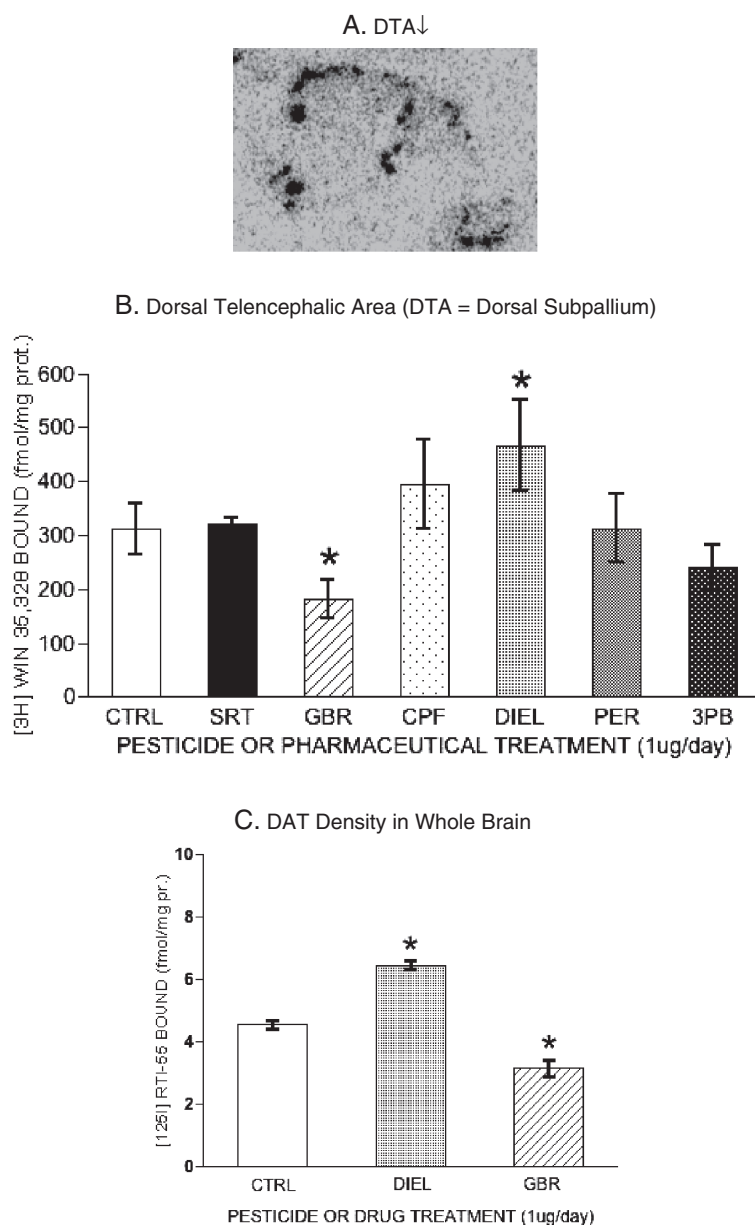 A. DTA↓
B. Dorsal Telencephalic Area (DTA = Dorsal Subpallium)
[3H] WIN 35,328 BOUND (fmol/mg prot.)
600
500
400
300
200
100
0
*
*
CTRL SRT GBR CPF DIEL PER 3PB
PESTICIDE OR PHARMACEUTICAL TREATMENT (1ug/day)
C. DAT Density in Whole Brain
[125I] RTI-55 BOUND (fmol/mg pr.)
10
8
6
4
2
0
*
*
CTRL DIEL GBR
PESTICIDE OR DRUG TREATMENT (1ug/day)